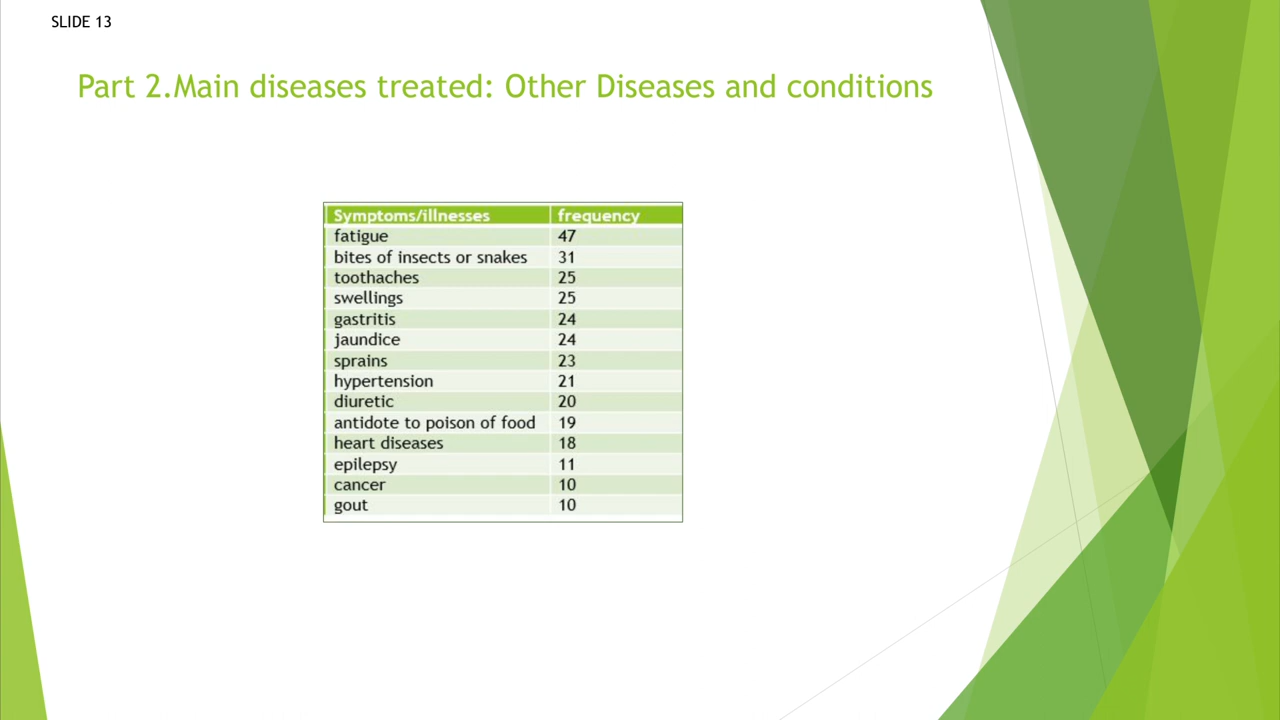 SLIDE 13
Part 2.Main diseases treated: Other Diseases and conditions
Symptoms/illnesses frequency
fatigue 47
bites of insects or snakes 31
toothaches 25
swellings 25
gastritis 24
jaundice 24
sprains 23
hypertension 21
diuretic 20
antidote to poison of food 19
heart diseases 18
epilepsy 11
cancer 10
gout 10